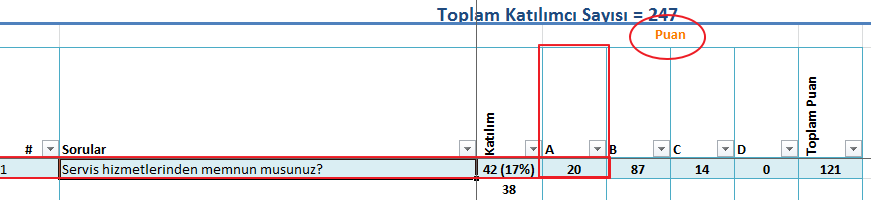 Toplam Katılımcı Sayısı = 247
Puan
# Sorular Katılım A B C D Toplam Puan
1 Servis hizmetlerinden memnun musunuz? 42 (17%) 20 87 14 0 121
38